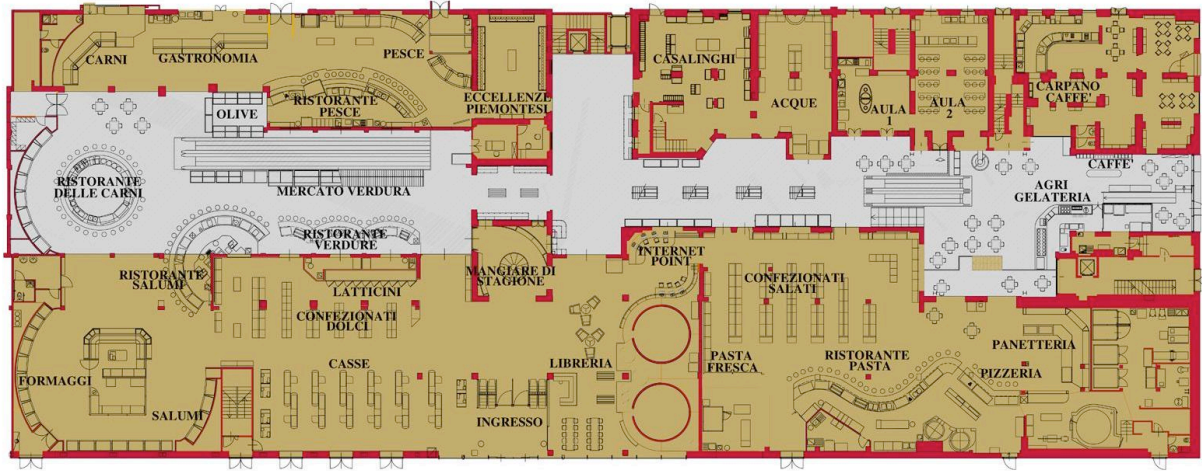 CARNI
GASTRONOMIA
PESCE
RISTORANTE
PESCE
ECCELLENZE
PIEMONTESI
OLIVE
CASALINGHI
ACQUE
AULA
1
AULA
2
CARPANO
CAFFE'
RISTORANTE
DELLE CARNI
MERCATO VERDURA
CAFFE'
AGRI
GELATERIA
RISTORANTE
VERDURE
RISTORANTE
SALUMI
LATTICINI
MANGIARE DI
STAGIONE
INTERNET
POINT
CONFEZIONATI
SALATI
CONFEZIONATI
DOLCI
FORMAGGI
CASSE
LIBRERIA
PASTA
FRESCA
RISTORANTE
PASTA
PANETTERIA
PIZZERIA
SALUMI
INGRESSO